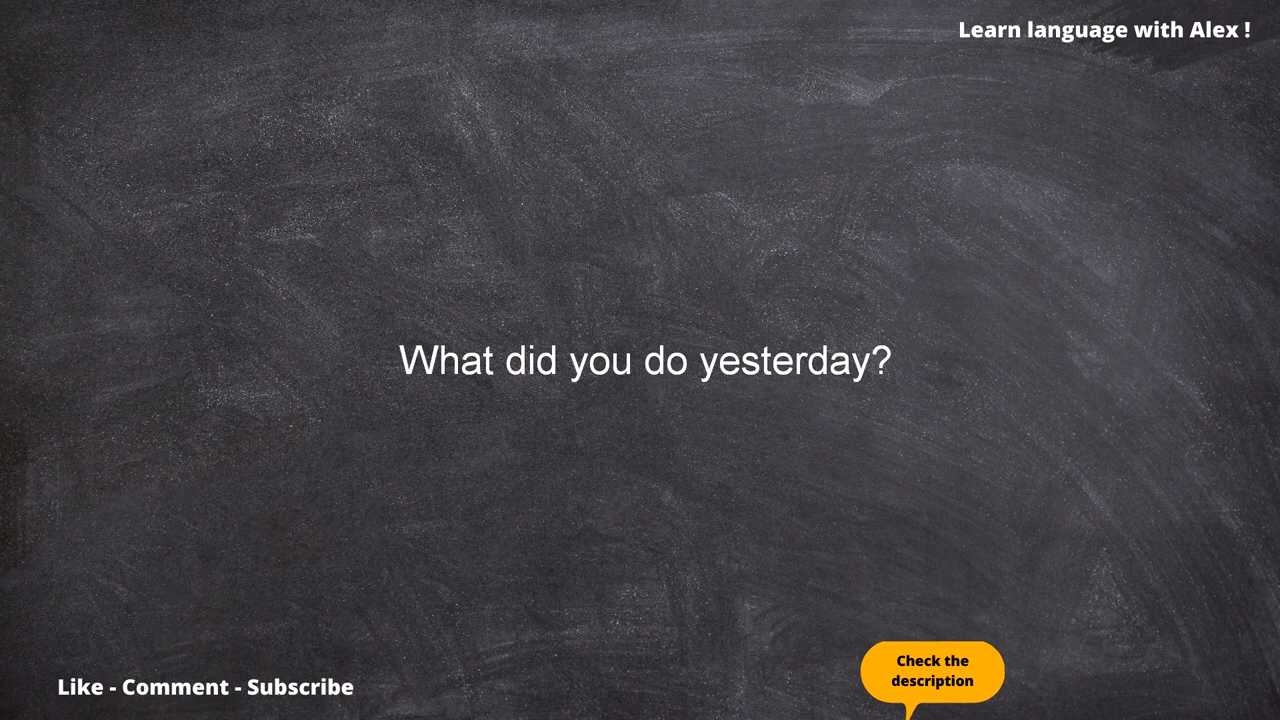 Learn language with Alex !
What did you do yesterday?
Check the
description
Like - Comment - Subscribe